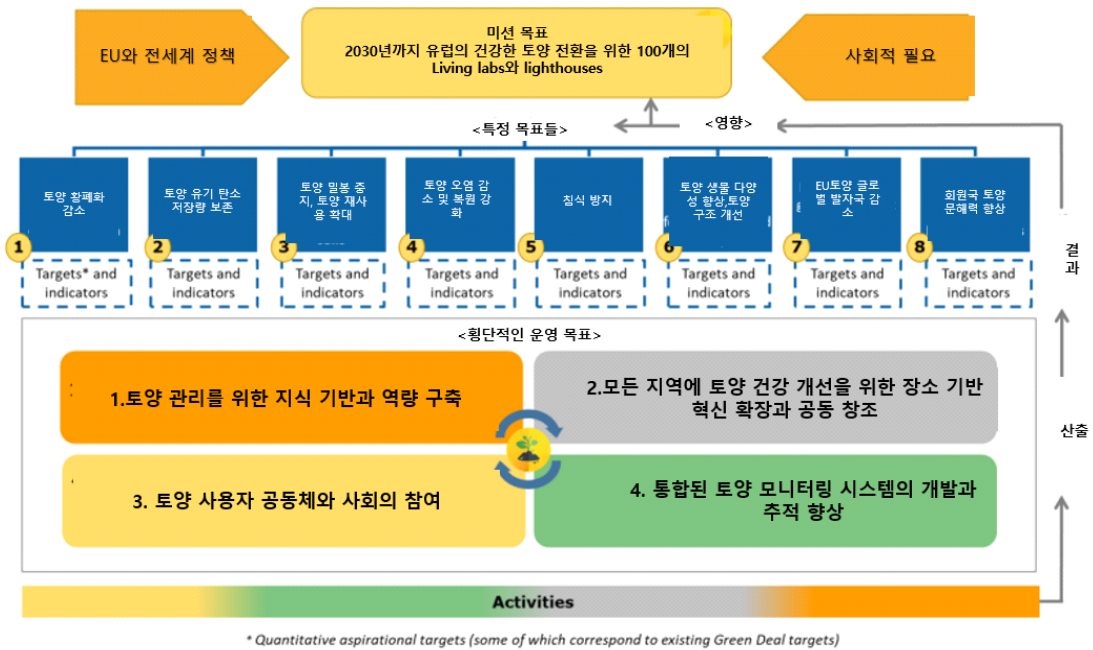 EU와 전세계 정책
미션 목표
2030년까지 유럽의 건강한 토양 전환을 위한 100개의
Living labs와 lighthouses
사회적 필요
<특정 목표들>
<영향>
토양 황폐화
감소
토양 유기 탄소
저장량 보존
토양 밀봉 중
지, 토양 재사
용 확대
토양 오염 감
소 및 복원 강
화
침식 방지
토양 생물 다양
성 향상,토양
구조 개선
EU토양 글로
벌 발자국 감
소
회원국 토양
문해력 향상
1
2
3
4
5
6
7
8
Targets* and
indicators
Targets and
indicators
Targets and
indicators
Targets and
indicators
Targets and
indicators
Targets and
indicators
Targets and
indicators
Targets and
indicators
결
과
<횡단적인 운영 목표>
1.토양 관리를 위한 지식 기반과 역량 구축
2.모든 지역에 토양 건강 개선을 위한 장소 기반
혁신 확장과 공동 창조
산출
3. 토양 사용자 공동체와 사회의 참여
4. 통합된 토양 모니터링 시스템의 개발과
추적 향상
Activities
* Quantitative aspirational targets (some of which correspond to existing Green Deal targets)